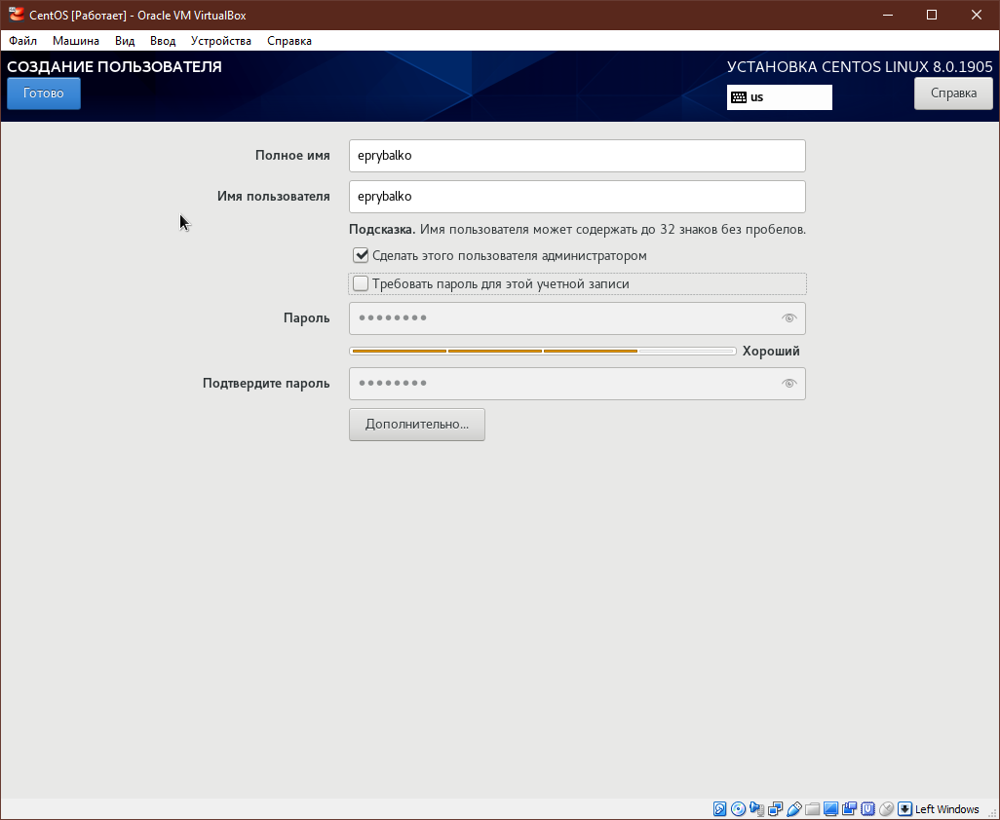 CentOS [Работает] - Oracle VM VirtualBox
Файл Машина Вид Ввод Устройства Справка
СОЗДАНИЕ ПОЛЬЗОВАТЕЛЯ УСТАНОВКА CENTOS LINUX 8.0.1905
Готово us Справка
Полное имя eprybalko
Имя пользователя eprybalko
Подсказка. Имя пользователя может содержать до 32 знаков без пробелов.
Сделать этого пользователя администратором
Требовать пароль для этой учетной записи
Пароль ••••••••
Хороший
Подтвердите пароль ••••••••
Дополнительно...
Left Windows